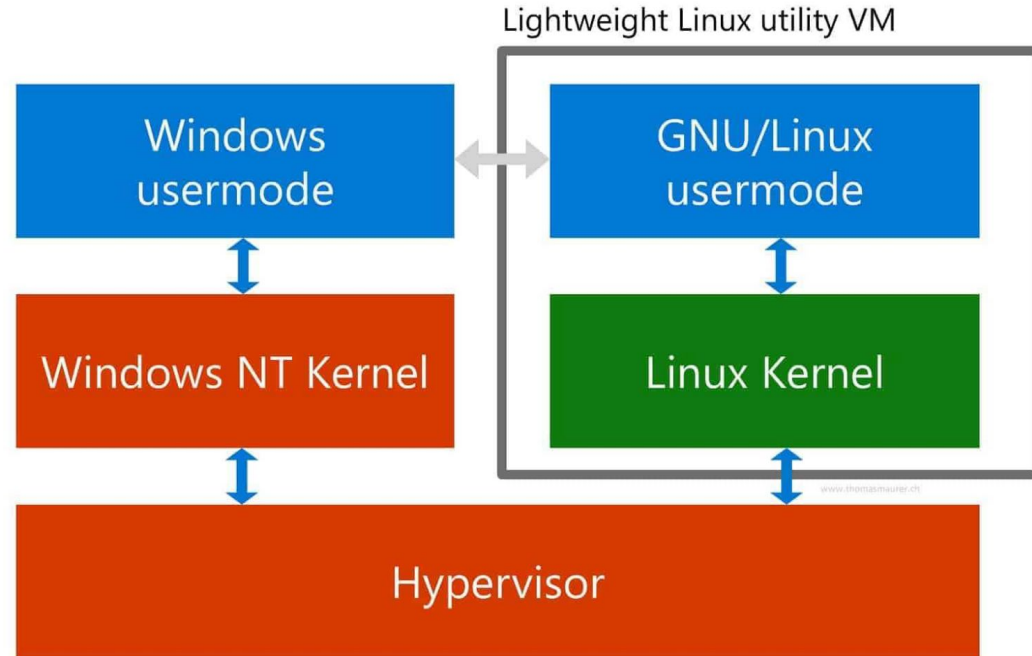 Lightweight Linux utility VM
Windows
usermode
GNU/Linux
usermode
Windows NT Kernel
Linux Kernel
www.thomasmaurer.ch
Hypervisor